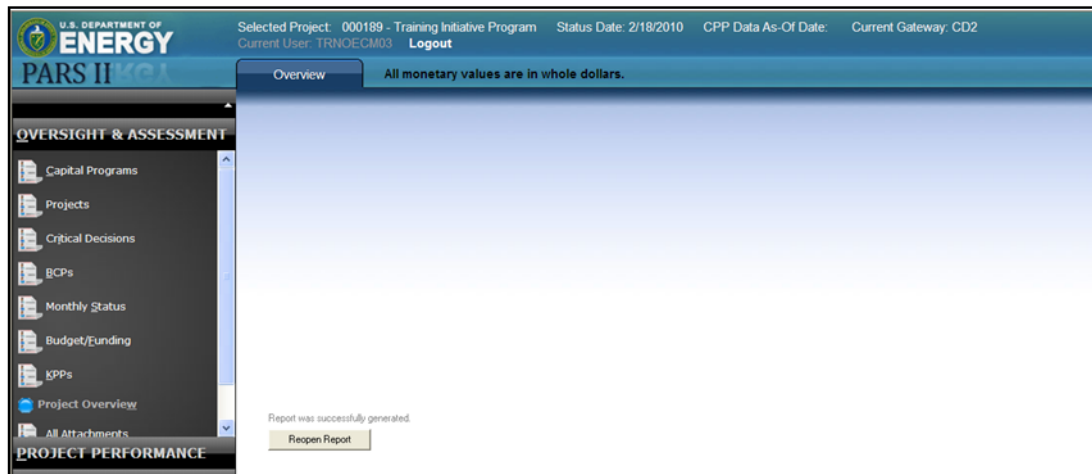 U.S. DEPARTMENT OF
ENERGY
PARS II
Selected Project: 000189 - Training Initiative Program Status Date: 2/18/2010 CPP Data As-Of Date: Current Gateway: CD2
Current User: TRNOECM03 Logout
Overview All monetary values are in whole dollars.
OVERSIGHT & ASSESSMENT
Capital Programs
Projects
Critical Decisions
BCPs
Monthly Status
Budget/Funding
KPPs
Project Overview
All Attachments
PROJECT PERFORMANCE
Report was successfully generated.
Reopen Report